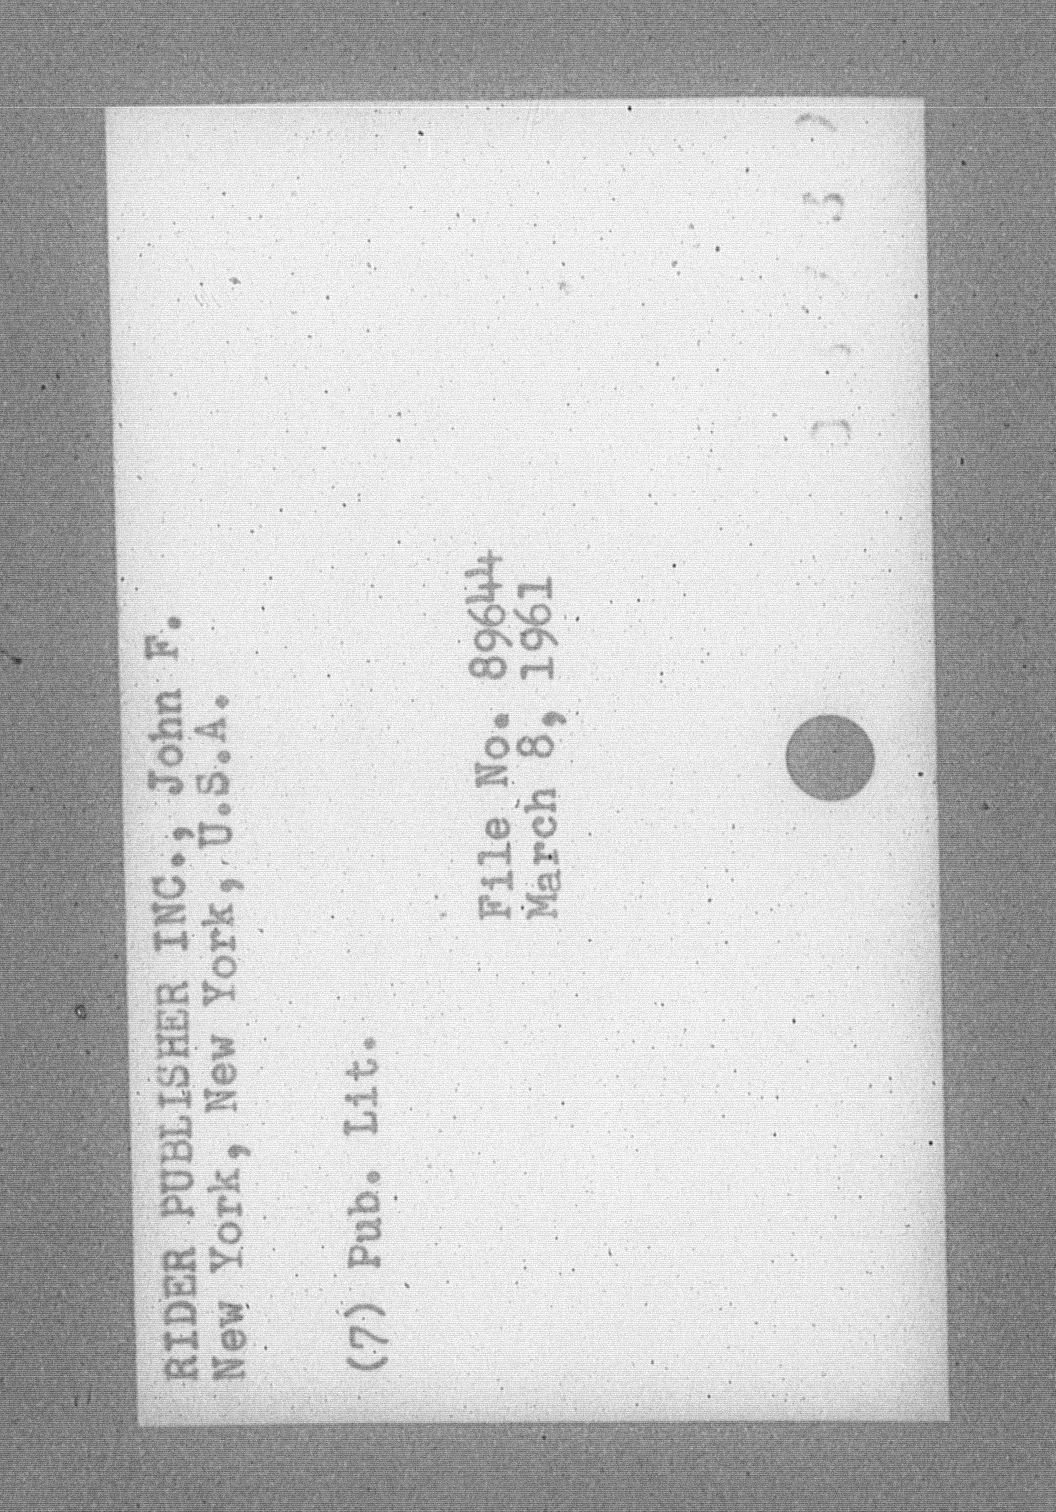 RIDER PUBLISHER INC., John F.
New York, New York, U.S.A.
(7) Pub. Lit.
File No. 89644
March 8, 1961